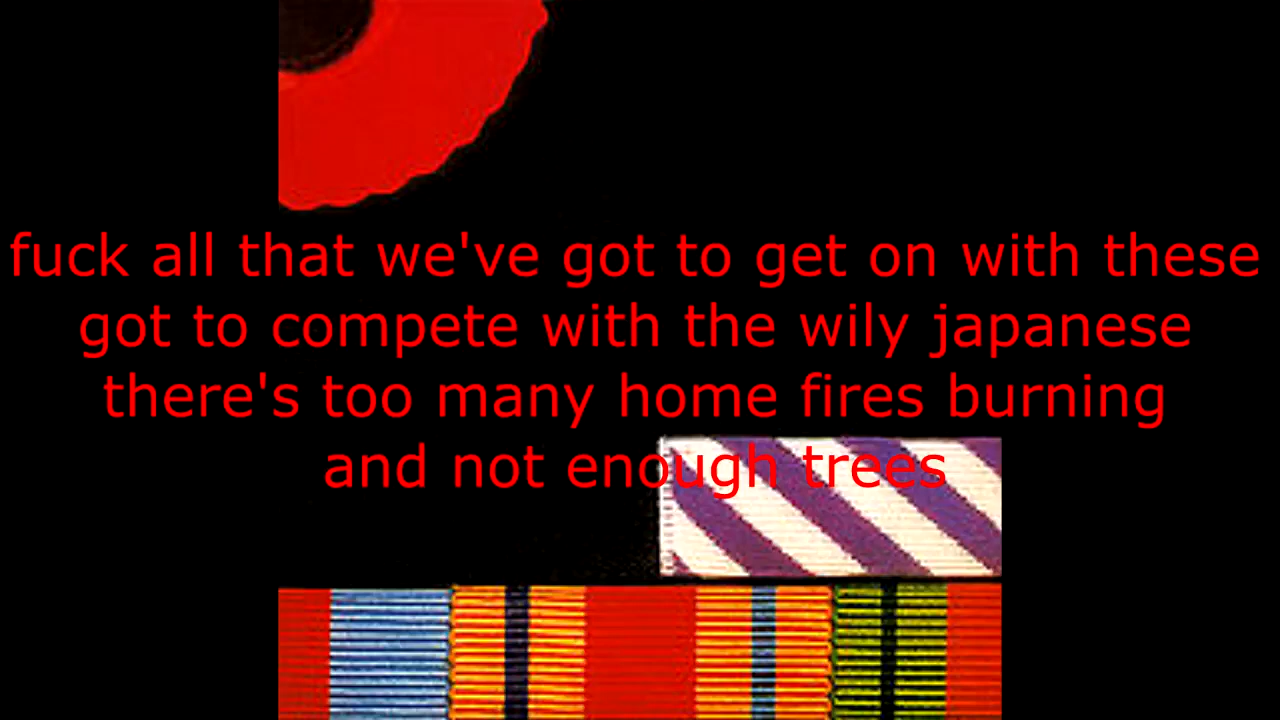 fuck all that we've got to get on with these
got to compete with the wily japanese
there's too many home fires burning
and not enough trees